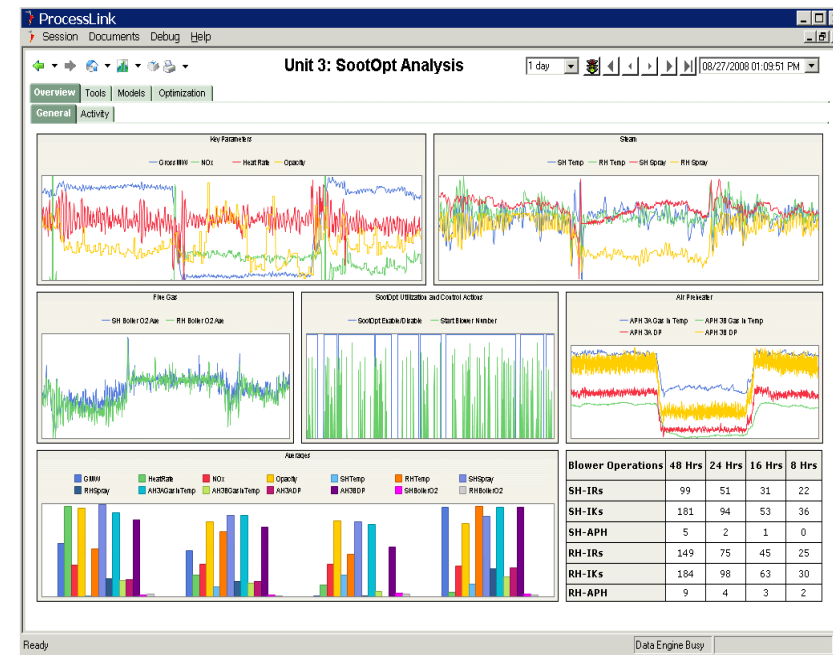 ProcessLink
Session Documents Debug Help
Unit 3: SootOpt Analysis
1 day
08/27/2008 01:09:51 PM
Overview Tools Models Optimization
General Activity
Key Parameters
Gross MW NOx Heat Rate Opacity
Steam
SH Temp RH Temp SH Spray RH Spray
Flue Gas
SH Boiler O2 Ave RH Boiler O2 Ave
SootOpt Utilization and Control Actions
SootOpt Enable/Disable Start Blower Number
Air Preheater
APH 3A Gas In Temp APH 3B Gas In Temp
APH 3A DP APH 3B DP
Averages
GMW HeatRate NOx Opacity SHTemp RHTemp SHSpray
RHSpray AH3AGasInTemp AH3BGasInTemp AH3ADP AH3BDP SHBoilerO2 RHBoilerO2
Blower Operations 48 Hrs 24 Hrs 16 Hrs 8 Hrs
SH-IRs 99 51 31 22
SH-IKs 181 94 53 36
SH-APH 5 2 1 0
RH-IRs 149 75 45 25
RH-IKs 184 98 63 30
RH-APH 9 4 3 2
Ready
Data Engine Busy